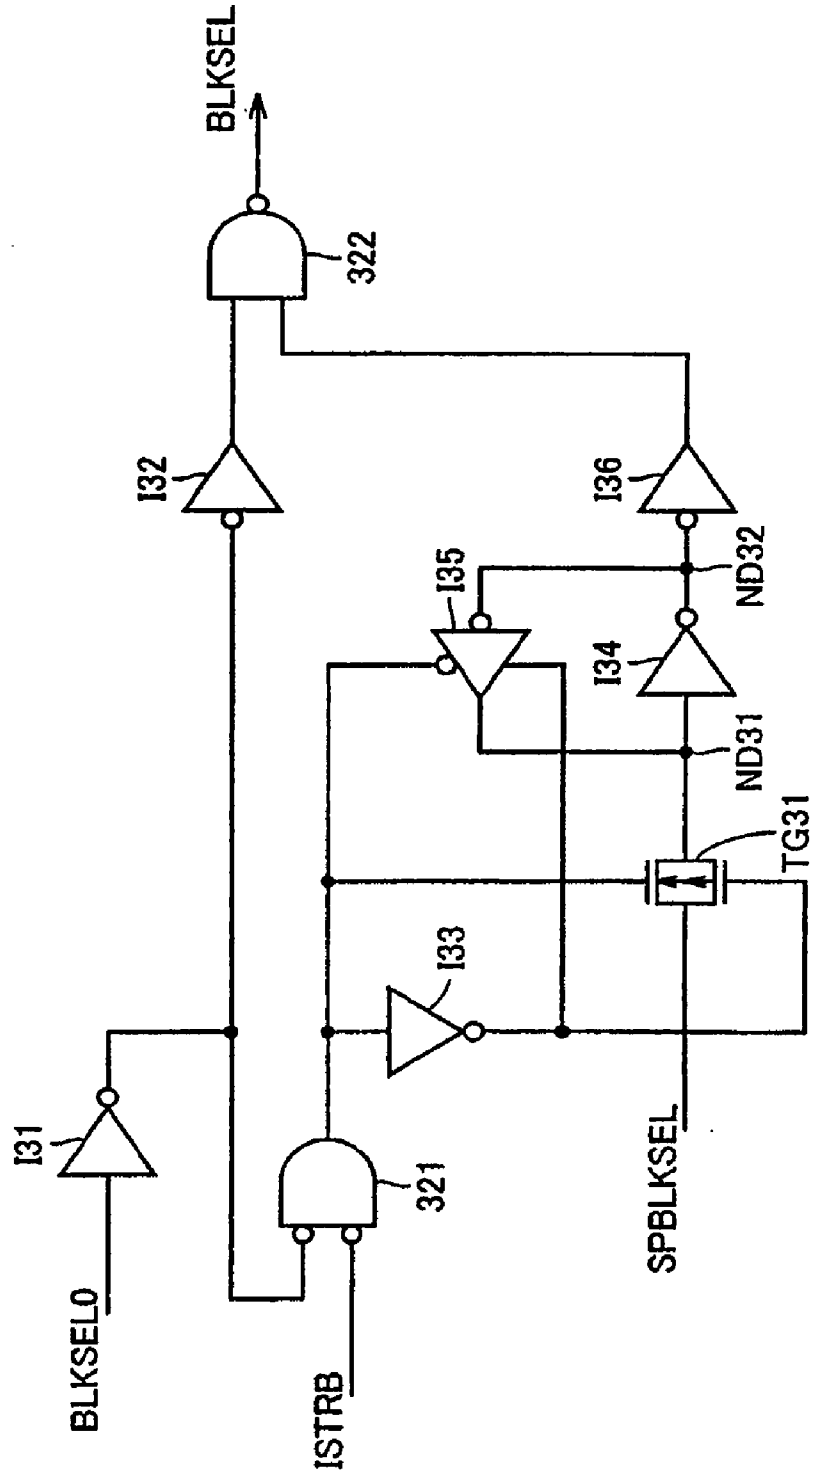 BLKSEL0
I31
ISTRB
321
I33
I32
322
BLKSEL
I35
SPBLKSEL
TG31
ND31
I34
ND32
I36